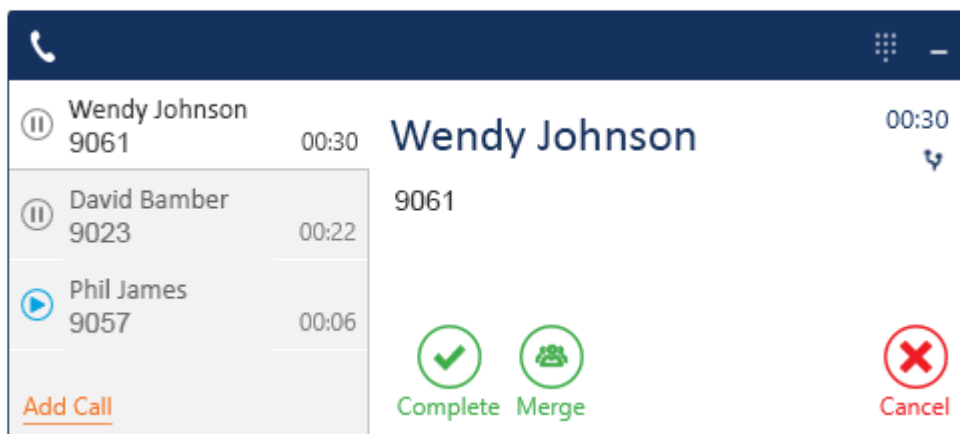 Wendy Johnson
9061 00:30
David Bamber
9023 00:22
Phil James
9057 00:06
Add Call
Wendy Johnson 00:30
9061
Complete Merge Cancel